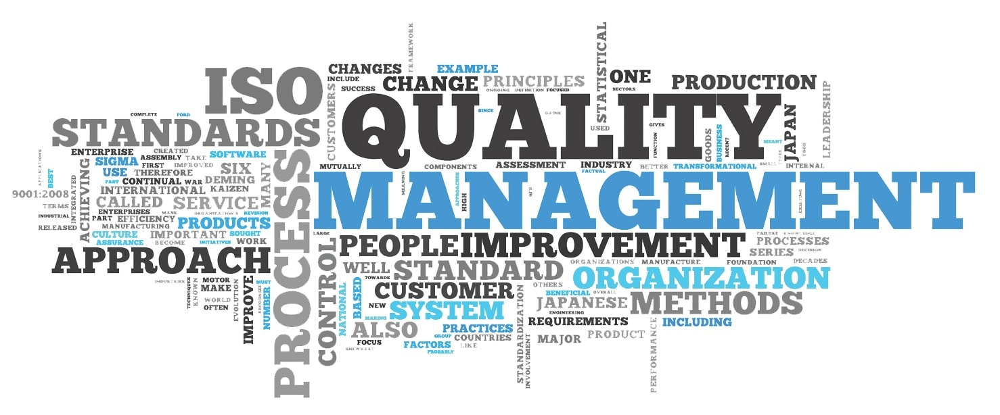 FRAMEWORK
STATISTICAL
CHANGES
EXAMPLE
ISO
INCLUDE
SUCCESS
CHANGE
PRINCIPLES
ONE
SECTORS
PRODUCTION
ONGOING
DEFINITION
FOCUSED
CUSTOMERS
QUALITY
SINCE
USED
GIVES
FUNCTION
GOODS
BUSINESS
RECENT
MEANT
SMALL
TYPES
JAPAN
FOOD
LEADERSHIP
COMPLETE
FORD
STANDARDS
ENTERPRISE
CREATED
SOFTWARE
SIGMA
ASSEMBLY
TAKE
FIRST
IMPROVED
SIX
USE
THEREFORE
PAST
CONTINUAL
WAR
DEMING
INTERNATIONAL
KAIZEN
MANY
APPLICATIONS
BEST
INTEGRATED
ACHIEVING
9001:2008
TERMS
INDUSTRIAL
RELEASED
CALLED
SERVICE
ENTERPRISES
MASS
ORGANIZATION'S
REVISION
PART
EFFICIENCY
PRODUCTS
MANUFACTURING
CULTURE
IMPORTANT
SOUGHT
ASSURANCE
BECOME
INITIATIVES
WORK
PROCESS
MUTUALLY
COMPONENTS
ASSESSMENT
INDUSTRY
FACTUAL
BETTER
TRANSFORMATIONAL
INTERNAL
MANAGEMENT
MEANING
APPROACHES
HIGH
QFD
LARGE
APPROACH
PEOPLE
IMPROVEMENT
FAILURE
KNOWLEDGE
PROCESSES
SERIES
DECISION
CONTROL
WELL
STANDARD
ORGANIZATIONS
MANUFACTURE
FOUNDATION
DECADES
TOWARDS
ORGANIZATION
INDUSTRIES
TECHNIQUES
KNOWN
MOTOR
MAKE
WORLD
OFTEN
EVOLUTION
IMPROVE
MUST
RECOGNIZE
NUMBER
NATIONAL
BASED
CUSTOMER
OTHERS
BENEFICIAL
OVERALL
NEW
MAKING
SYSTEM
STANDARDIZATION
JAPANESE
METHODS
ENGINEERING
REQUIREMENTS
INCLUDING
ALSO
PRACTICES
GROUP
COUNTRIES
FOCUS
SHEWHART
FACTORS
LIKE
PROBABLY
INVOLVEMENT
MAJOR
PRODUCT
PERFORMANCE